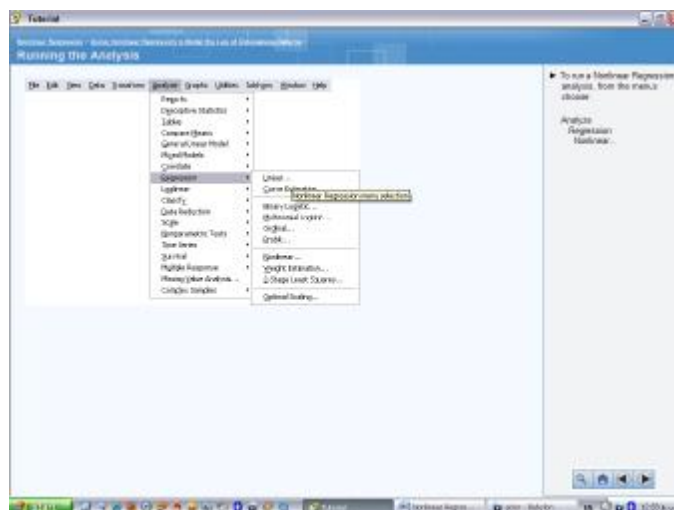 Tutorial
Running the Analysis
File Edit View Data Transform Analyze Graphs Utilities Add-ons Window Help
Reports
Descriptive Statistics
Tables
Compare Means
General Linear Model
Mixed Models
Correlate
Regression
Loglinear
Classify
Data Reduction
Scale
Nonparametric Tests
Time Series
Survival
Multiple Response
Missing Value Analysis...
Complex Samples
Linear...
Curve Estimation...
Nonlinear Regression menu selection
Binary Logistic...
Multinomial Logistic...
Ordinal...
Probit...
Nonlinear...
Weight Estimation...
2-Stage Least Squares...
Optimal Scaling...
To run a Nonlinear Regression
analysis, from the menus
choose:
Analyze
Regression
Nonlinear...